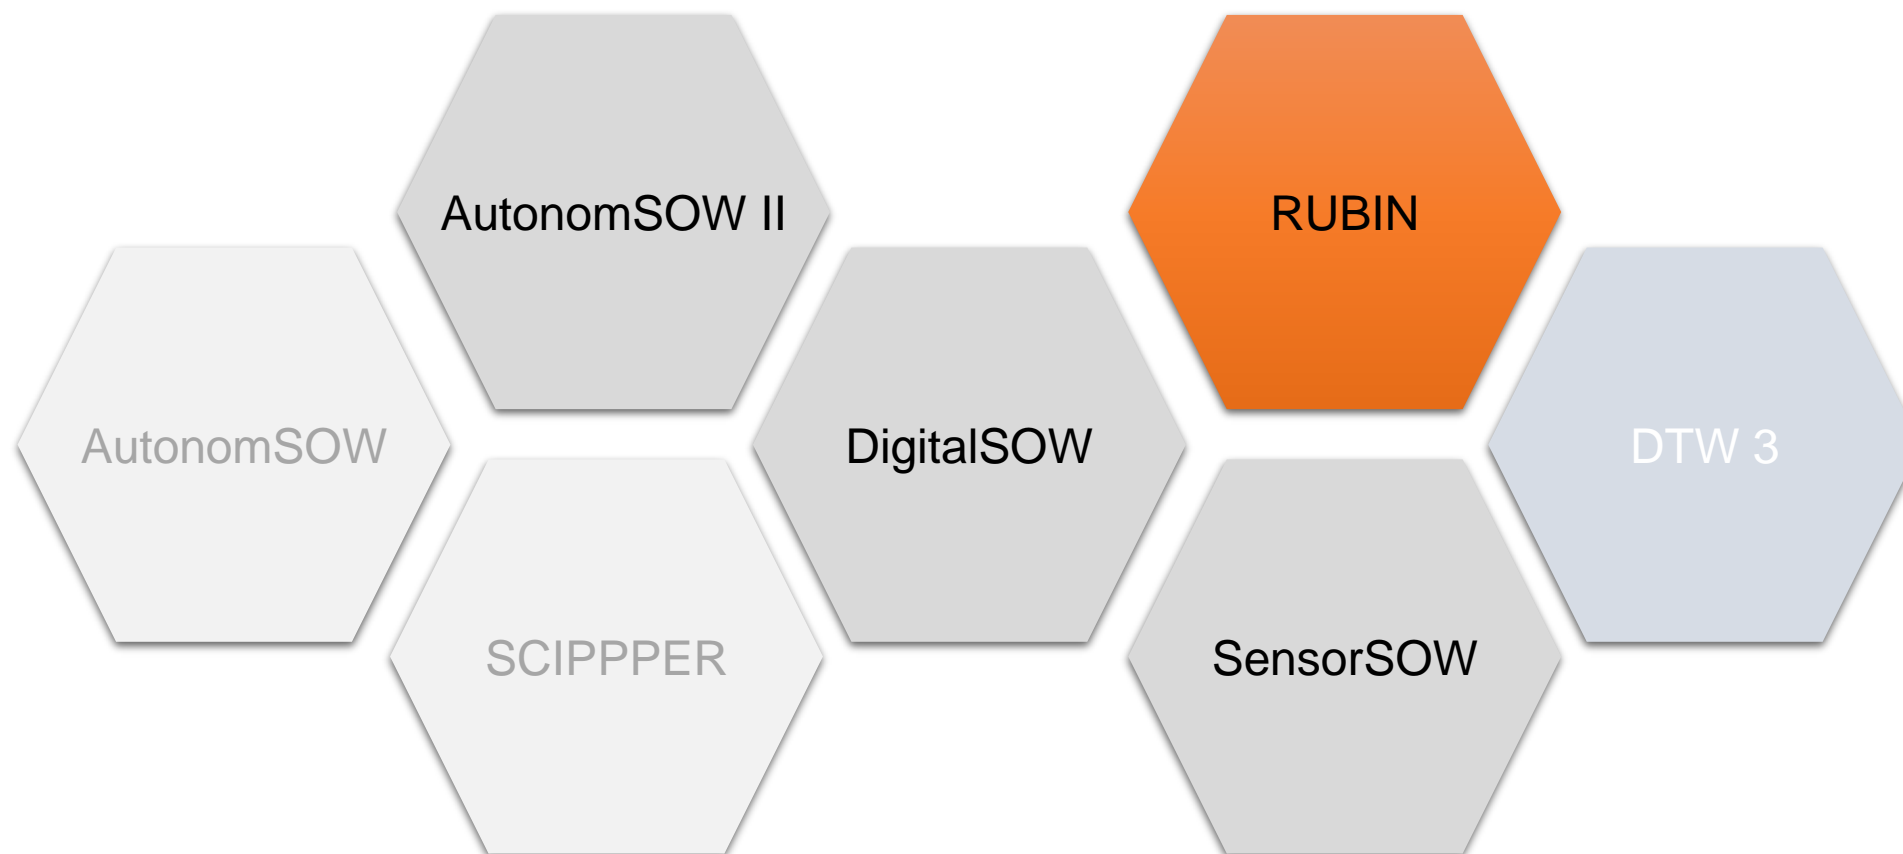 AutonomSOW II
RUBIN
AutonomSOW
DigitalSOW
DTW 3
SCIPPPER
SensorSOW